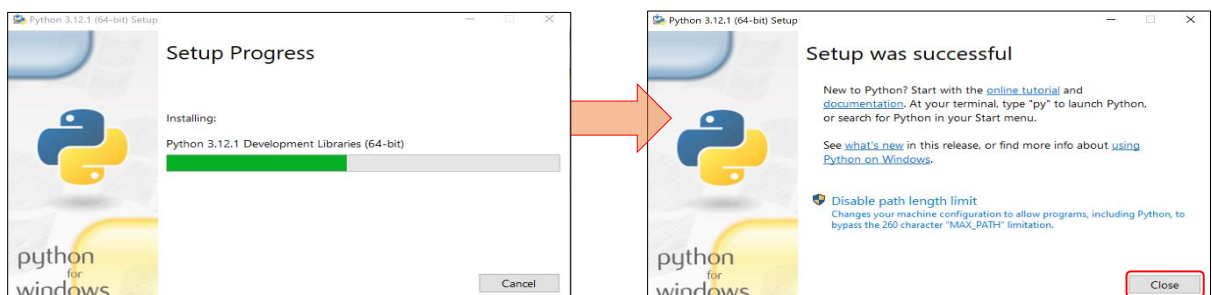 Python 3.12.1 (64-bit) Setup
Setup Progress
Installing:
Python 3.12.1 Development Libraries (64-bit)
python
for
windows
Cancel
Python 3.12.1 (64-bit) Setup
Setup was successful
New to Python? Start with the online tutorial and
documentation. At your terminal, type "py" to launch Python,
or search for Python in your Start menu.
See what's new in this release, or find more info about using
Python on Windows.
Disable path length limit
Changes your machine configuration to allow programs, including Python, to
bypass the 260 character "MAX_PATH" limitation.
python
for
windows
Close